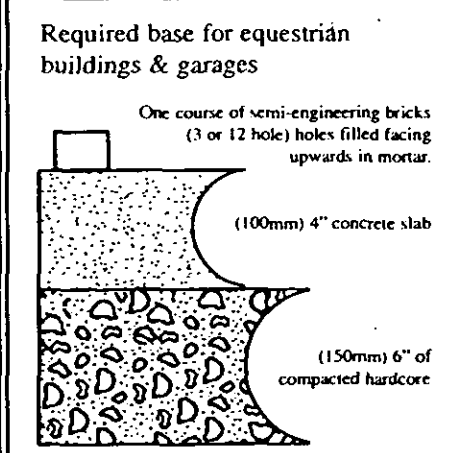 Required base for equestrian
buildings & garages
One course of semi-engineering bricks
(3 or 12 hole) holes filled facing
upwards in mortar.
(100mm) 4" concrete slab
(150mm) 6" of
compacted hardcore